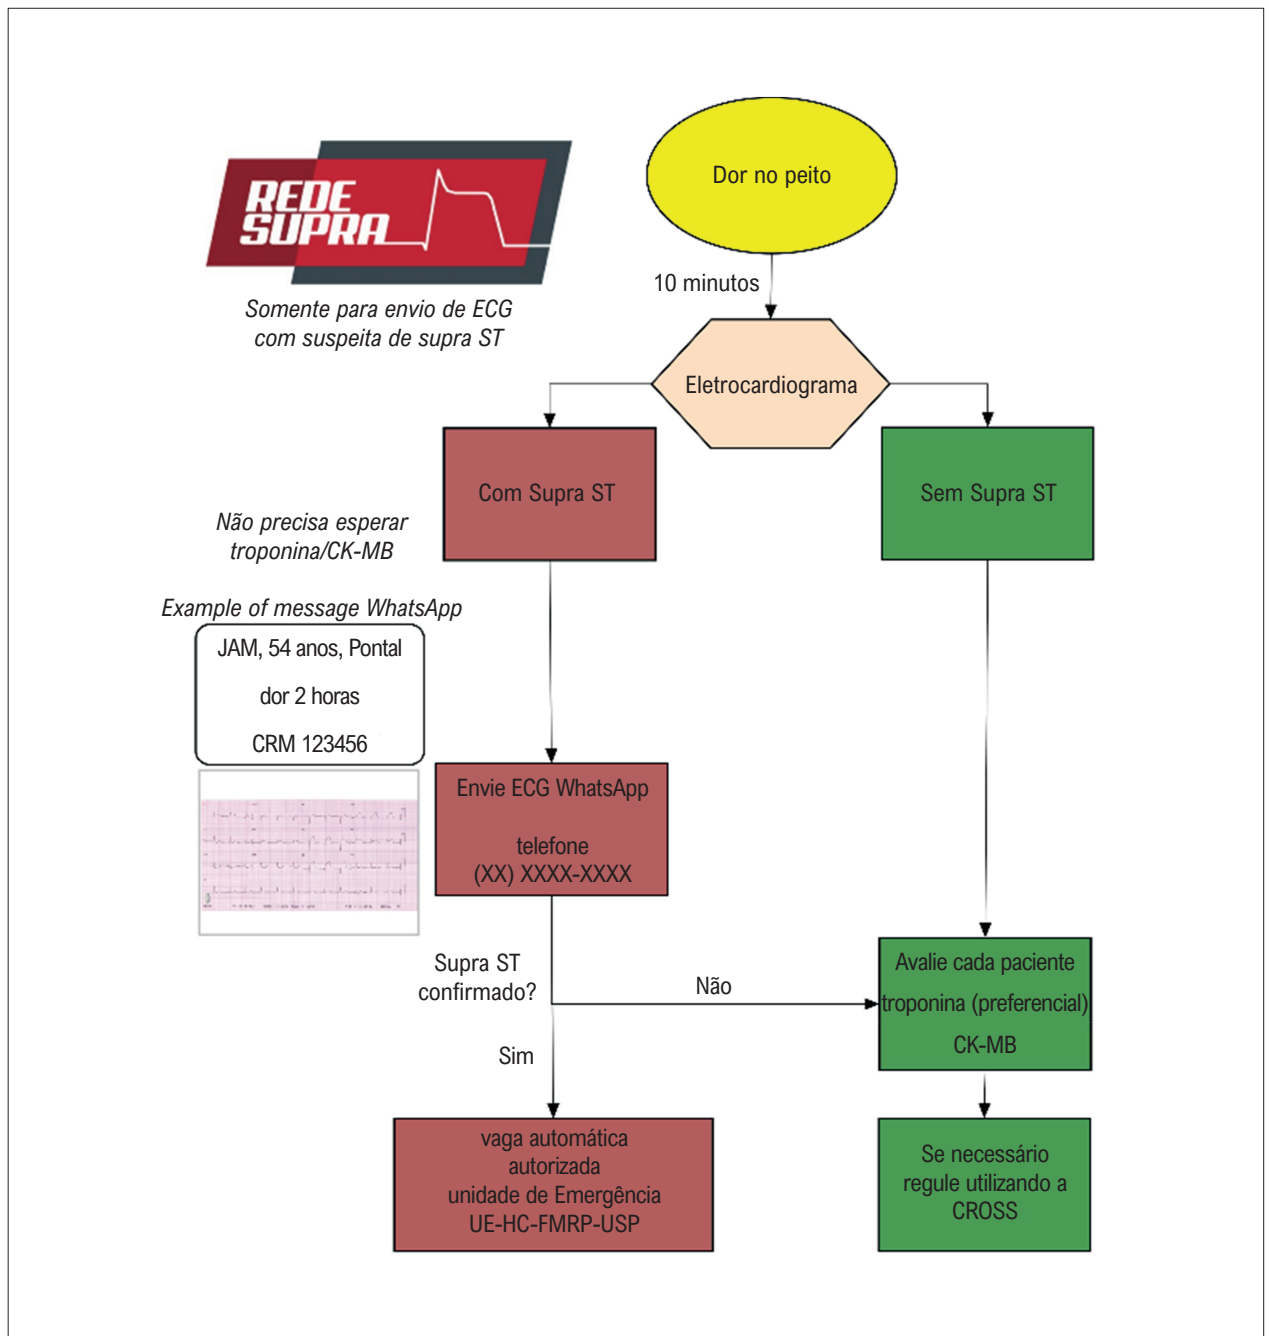 REDE
SUPRA
Somente para envio de ECG
com suspeita de supra ST
Dor no peito
10 minutos
Eletrocardiograma
Com Supra ST
Sem Supra ST
Não precisa esperar
troponina/CK-MB
Example of message WhatsApp
JAM, 54 anos, Pontal
dor 2 horas
CRM 123456
Envie ECG WhatsApp
telefone
(XX) XXXX-XXXX
Supra ST
confirmado?
Não
Sim
Avalie cada paciente
troponina (preferencial)
CK-MB
vaga automática
autorizada
unidade de Emergência
UE-HC-FMRP-USP
Se necessário
regule utilizando a
CROSS